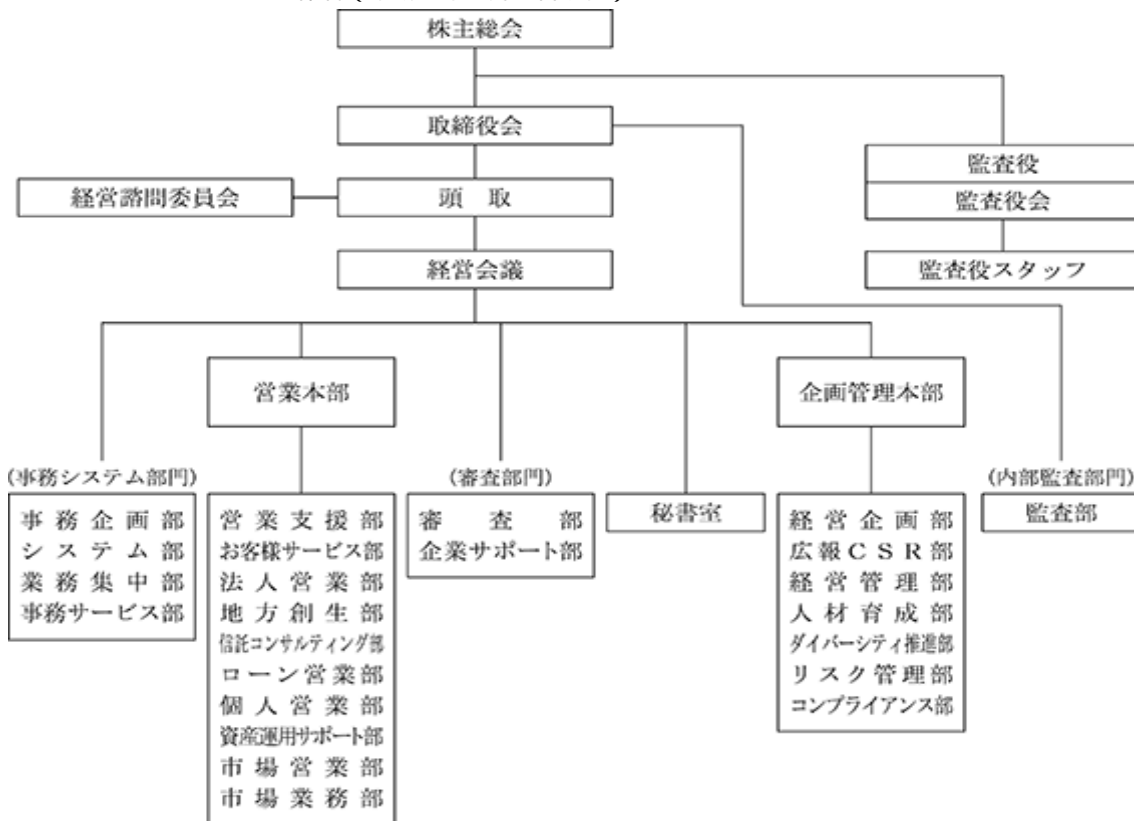 株主総会
取締役会
監査役
経営諮問委員会
頭取
監査役会
経営会議
監査役スタッフ
営業本部
企画管理本部
(事務システム部門)
事務企画部
システム部
業務集中部
事務サービス部
営業支援部
お客様サービス部
法人営業部
地方創生部
信託コンサルティング部
ローン営業部
個人営業部
資産運用サポート部
市場営業部
市場業務部
(審査部門)
審査部
企業サポート部
秘書室
経営企画部
広報CSR部
経営管理部
人材育成部
ダイバーシティ推進部
リスク管理部
コンプライアンス部
(内部監査部門)
監査部